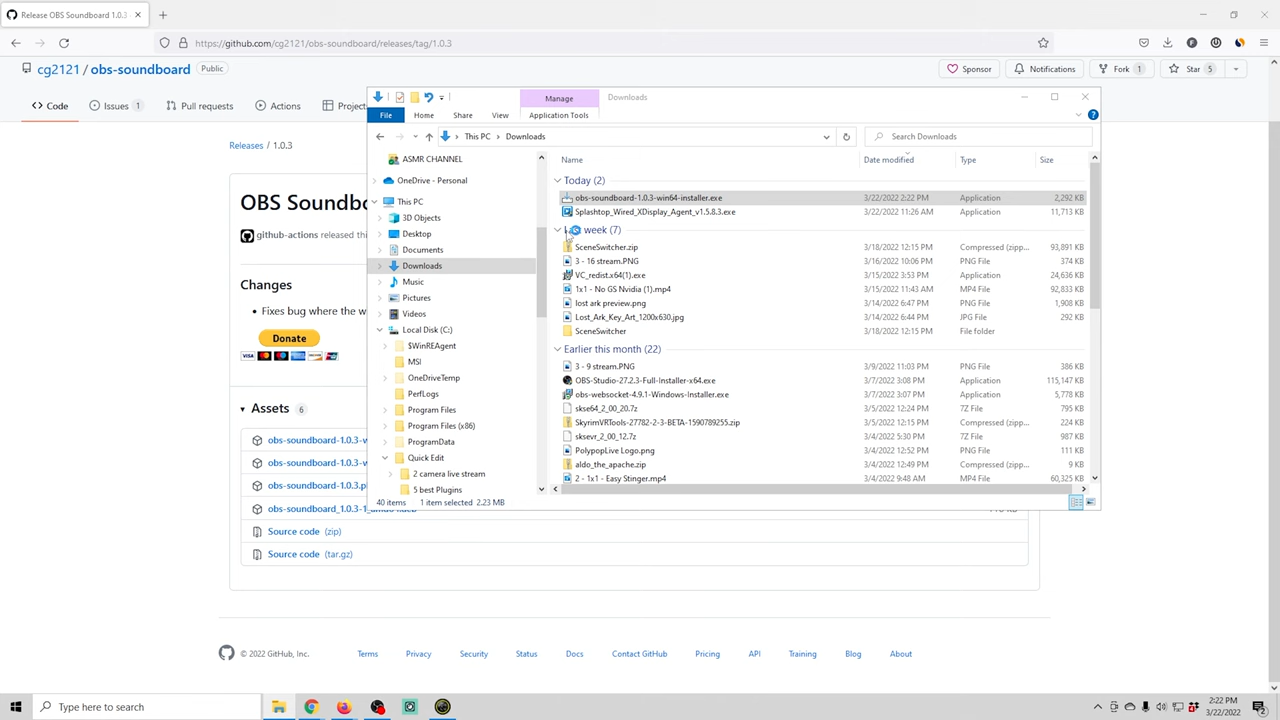 Release OBS Soundboard 1.0.3
https://github.com/cg2121/obs-soundboard/releases/tag/1.0.3
cg2121 / obs-soundboard Public
Sponsor Notifications Fork 1 Star 5
Code Issues 1 Pull requests Actions Project
Releases / 1.0.3
OBS Soundb
github-actions released this
Changes
• Fixes bug where the w
Donate
VISA
Assets 6
obs-soundboard-1.0.3-w
obs-soundboard-1.0.3-w
obs-soundboard-1.0.3.p
obs-soundboard_1.0.3-1_amd64.deb
Source code (zip)
Source code (tar.gz)
© 2022 GitHub, Inc. Terms Privacy Security Status Docs Contact GitHub Pricing API Training Blog About
Manage Downloads
File Home Share View Application Tools
This PC > Downloads
Search Downloads
ASMR CHANNEL
OneDrive - Personal
This PC
3D Objects
Desktop
Documents
Downloads
Music
Pictures
Videos
Local Disk (C:)
$WinREAgent
MSI
OneDriveTemp
PerfLogs
Program Files
Program Files (x86)
ProgramData
Quick Edit
2 camera live stream
5 best Plugins
Name Date modified Type Size
Today (2)
obs-soundboard-1.0.3-win64-installer.exe 3/22/2022 2:22 PM Application 2,292 KB
Splashtop_Wired_XDisplay_Agent_v1.5.8.3.exe 3/22/2022 11:26 AM Application 11,713 KB
Last week (7)
SceneSwitcher.zip 3/18/2022 12:15 PM Compressed (zipp... 93,891 KB
3 - 16 stream.PNG 3/16/2022 10:06 PM PNG File 374 KB
VC_redist.x64(1).exe 3/15/2022 3:53 PM Application 24,636 KB
1x1 - No GS Nvidia (1).mp4 3/15/2022 11:43 AM MP4 File 92,833 KB
lost ark preview.png 3/14/2022 6:47 PM PNG File 1,908 KB
Lost_Ark_Key_Art_1200x630.jpg 3/14/2022 6:44 PM JPG File 292 KB
SceneSwitcher 3/18/2022 12:15 PM File folder
Earlier this month (22)
3 - 9 stream.PNG 3/9/2022 11:03 PM PNG File 386 KB
OBS-Studio-27.2.3-Full-Installer-x64.exe 3/7/2022 3:08 PM Application 115,147 KB
obs-websocket-4.9.1-Windows-Installer.exe 3/7/2022 3:07 PM Application 5,778 KB
skse64_2_00_20.7z 3/5/2022 12:24 PM 7Z File 795 KB
SkyrimVRTools-27782-2-3-BETA-1590789255.zip 3/5/2022 12:15 PM Compressed (zipp... 224 KB
sksevr_2_00_12.7z 3/4/2022 5:30 PM 7Z File 987 KB
PolypopLive Logo.png 3/4/2022 12:52 PM PNG File 111 KB
aldo_the_apache.zip 3/4/2022 12:49 PM Compressed (zipp... 9 KB
2 - 1x1 - Easy Stinger.mp4 3/4/2022 9:48 AM MP4 File 60,325 KB
40 items 1 item selected 2.23 MB
Type here to search
2:22 PM
3/22/2022
2